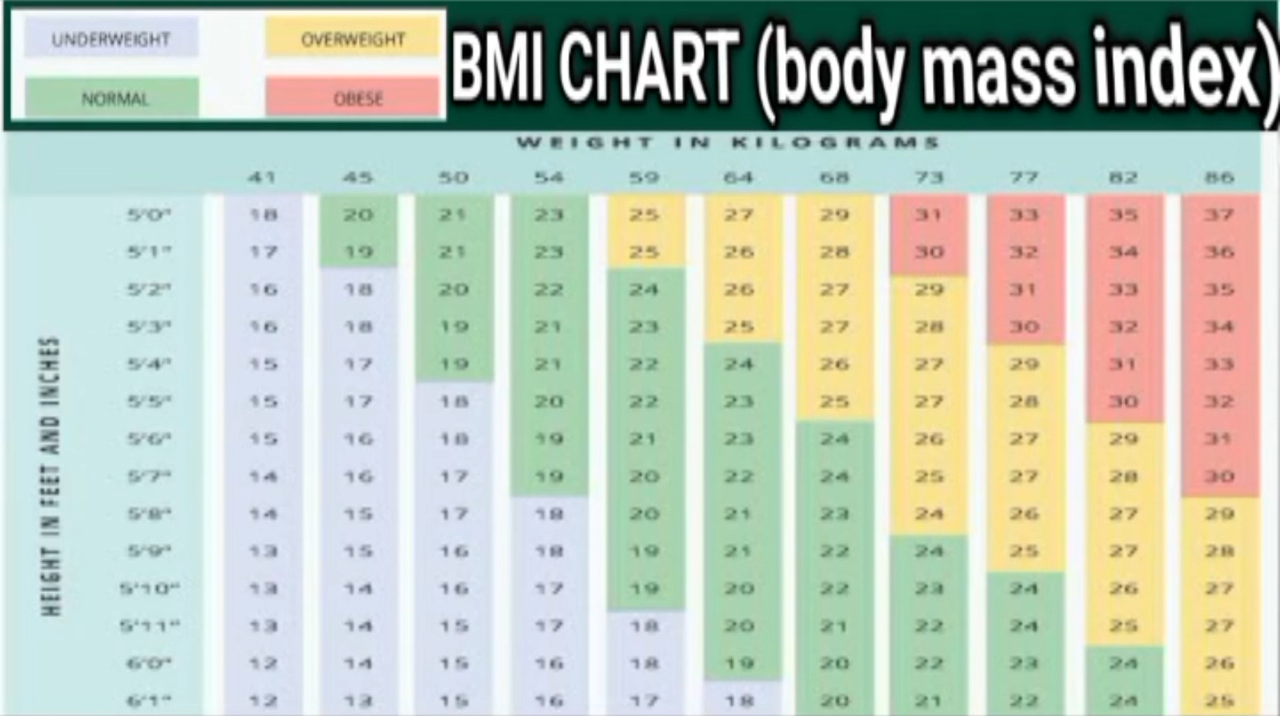 UNDERWEIGHT OVERWEIGHT
NORMAL OBESE
BMI CHART (body mass index)
WEIGHT IN KILOGRAMS
41 45 50 54 59 64 68 73 77 82 86
HEIGHT IN FEET AND INCHES
5'0" 18 20 21 23 25 27 29 31 33 35 37
5'1" 17 19 21 23 25 26 28 30 32 34 36
5'2" 16 18 20 22 24 26 27 29 31 33 35
5'3" 16 18 19 21 23 25 27 28 30 32 34
5'4" 15 17 19 21 22 24 26 27 29 31 33
5'5" 15 17 18 20 22 23 25 27 28 30 32
5'6" 15 16 18 19 21 23 24 26 27 29 31
5'7" 14 16 17 19 20 22 24 25 27 28 30
5'8" 14 15 17 18 20 21 23 24 26 27 29
5'9" 13 15 16 18 19 21 22 24 25 27 28
5'10" 13 14 16 17 19 20 22 23 24 26 27
5'11" 13 14 15 17 18 20 21 22 24 25 27
6'0" 12 14 15 16 18 19 20 22 23 24 26
6'1" 12 13 15 16 17 18 20 21 22 24 25